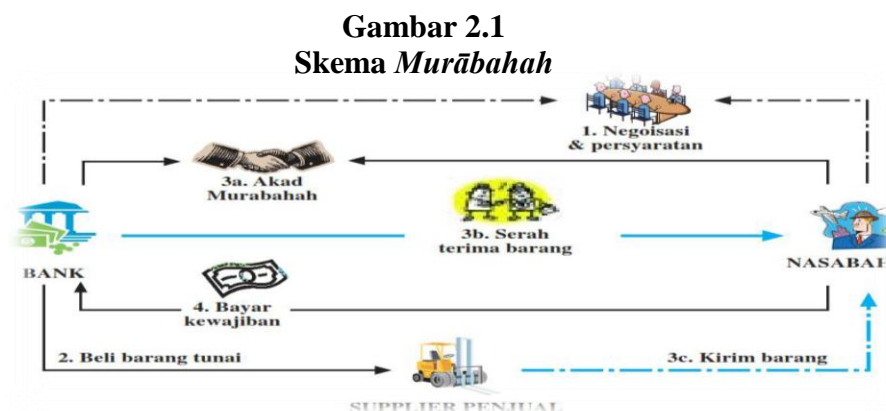 Gambar 2.1
Skema Murābahah
1. Negoisasi
& persyaratan
3a. Akad
Murabahah
3b. Serah
terima barang
BANK
NASABAH
4. Bayar
kewajiban
2. Beli barang tunai
3c. Kirim barang
SUPPLIER PENJUAL